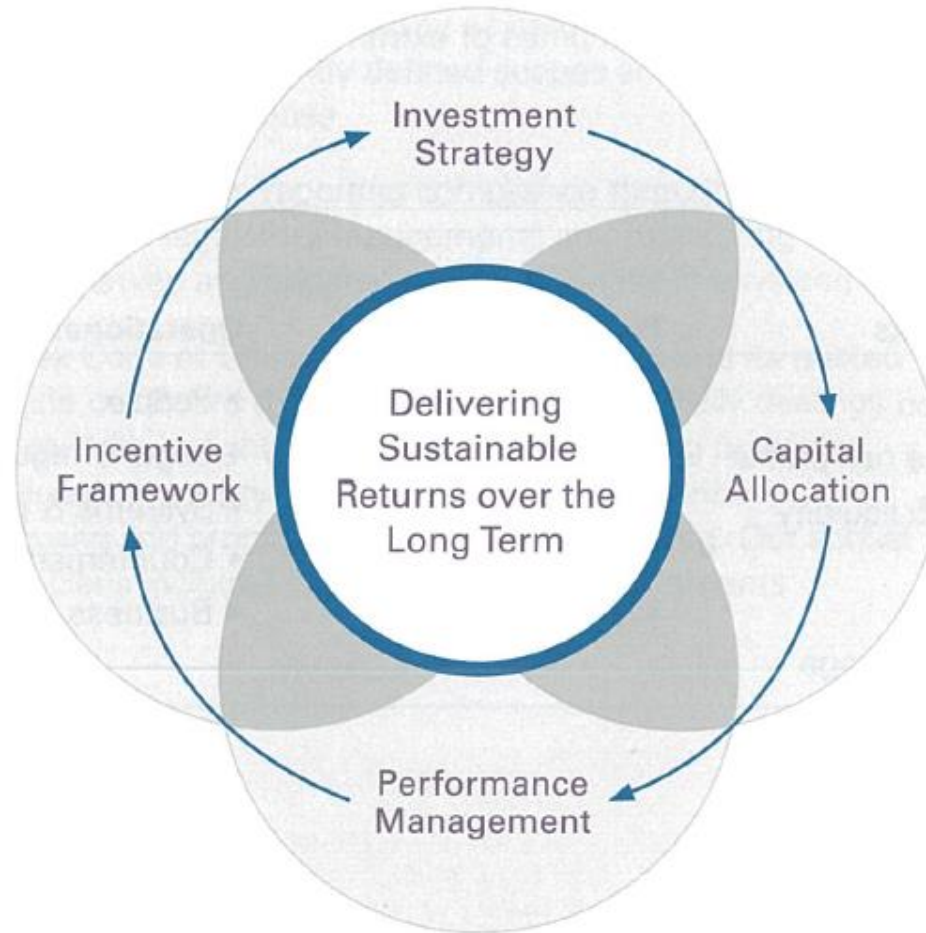 Investment
Strategy
Delivering
Sustainable
Returns over the
Long Term
Incentive
Framework
Capital
Allocation
Performance
Management